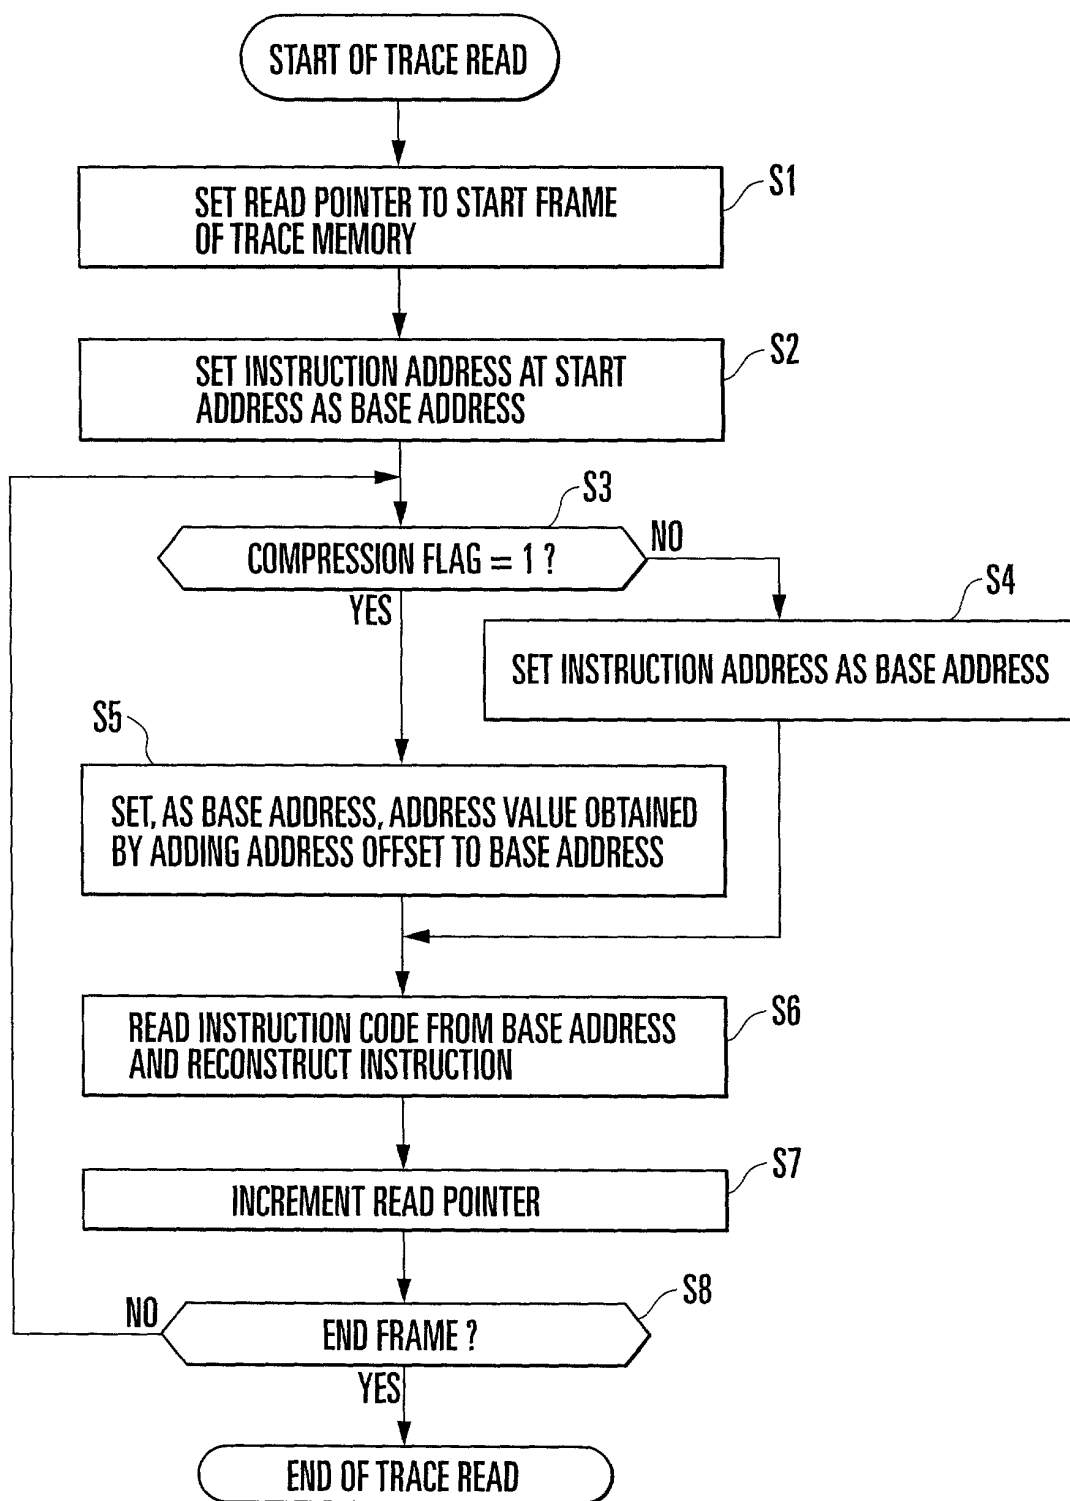 START OF TRACE READ
S1
SET READ POINTER TO START FRAME
OF TRACE MEMORY
S2
SET INSTRUCTION ADDRESS AT START
ADDRESS AS BASE ADDRESS
S3
COMPRESSION FLAG = 1 ?
NO
YES
S4
SET INSTRUCTION ADDRESS AS BASE ADDRESS
S5
SET, AS BASE ADDRESS, ADDRESS VALUE OBTAINED
BY ADDING ADDRESS OFFSET TO BASE ADDRESS
S6
READ INSTRUCTION CODE FROM BASE ADDRESS
AND RECONSTRUCT INSTRUCTION
S7
INCREMENT READ POINTER
S8
NO
END FRAME ?
YES
END OF TRACE READ